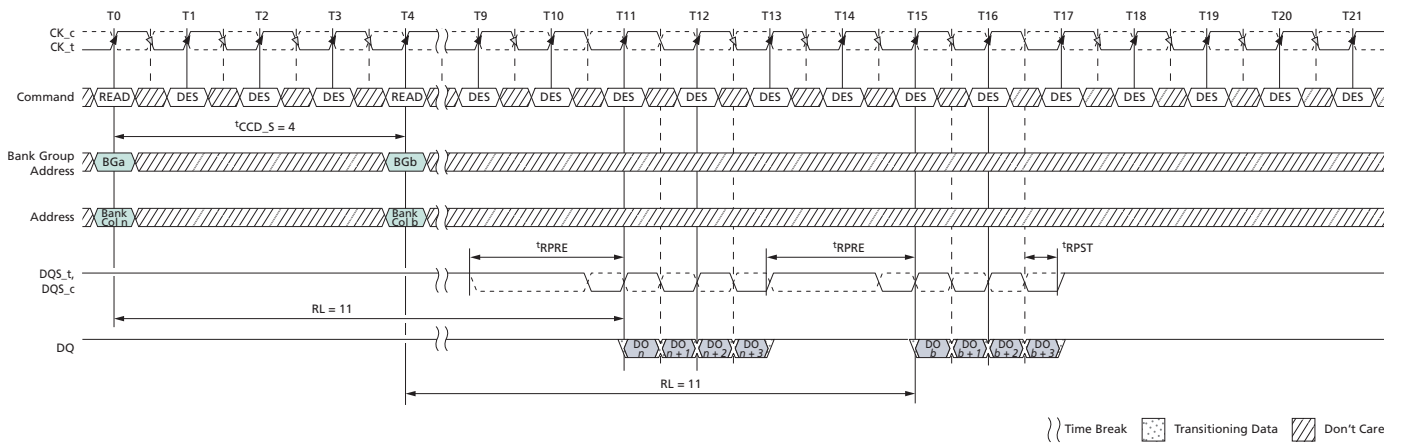 T0 T1 T2 T3 T4 T9 T10 T11 T12 T13 T14 T15 T16 T17 T18 T19 T20 T21
CK_c
CK_t
Command READ DES DES DES READ DES DES DES DES DES DES DES DES DES DES DES DES DES
tCCD_S = 4
Bank Group
Address
BGa BGb
Address
Bank
Col n
Bank
Col b
tRPRE tRPRE tRPST
DQS_t,
DQS_c
RL = 11
DQ
DO
n
DO
n + 1
DO
n + 2
DO
n + 3
DO
b
DO
b + 1
DO
b + 2
DO
b + 3
RL = 11
Time Break Transitioning Data Don’t Care